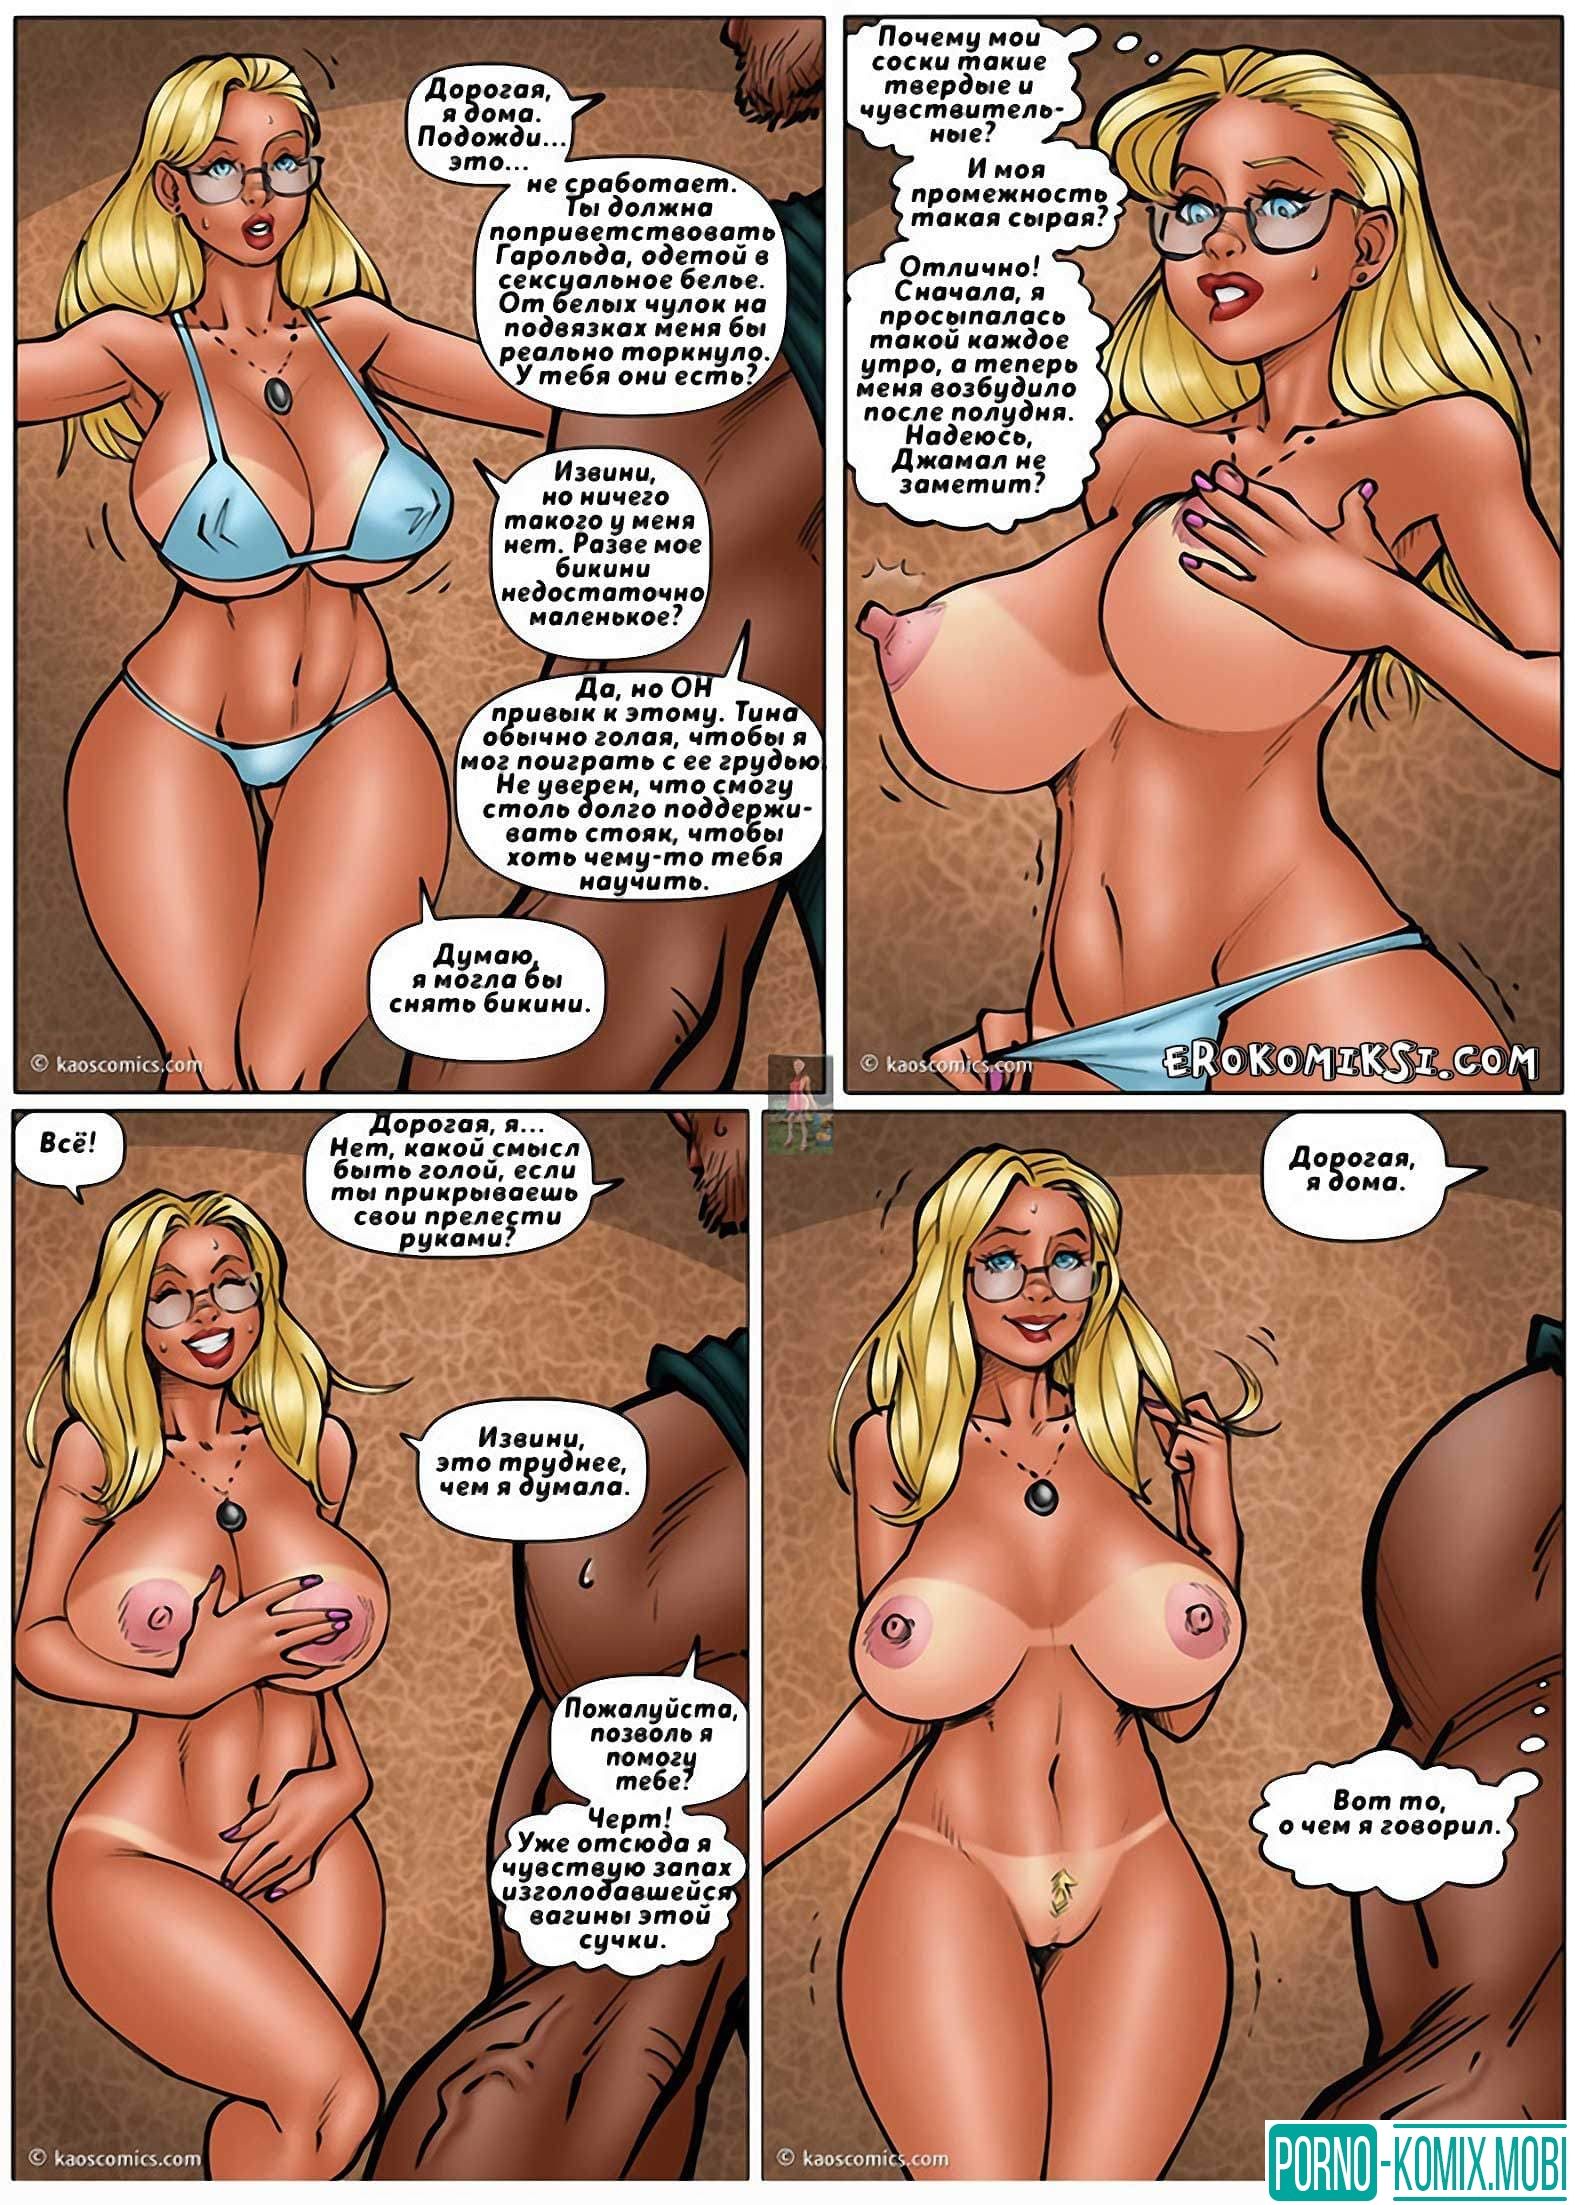 Дорогая,
я дома.
Подожди...
это...
не сработает.
Ты должна
поприветствовать
Гарольда, одетой в
сексуальное белье.
От белых чулок на
подвязках меня бы
реально торкнуло.
У тебя они есть?
Извини,
но ничего
такого у меня
нет. Разве мое
бикини
недостаточно
маленькое?
Да, но ОН
привык к этому. Тина
обычно голая, чтобы я
мог поиграть с ее грудью.
Не уверен, что смогу
столь долго поддержи-
вать стояк, чтобы
хоть чему-то тебя
научить.
Думаю,
я могла бы
снять бикини.
© kaoscomics.com
Почему мои
соски такие
твердые и
чувствитель-
ные?
И моя
промежность
такая сырая?
Отлично!
Сначала, я
просыпалась
такой каждое
утро, а теперь
меня возбудило
после полудня.
Надеюсь,
Джамал не
заметит?
© kaoscomics.com
EROKOMIKSI.COM
Всё!
Дорогая, я...
Нет, какой смысл
быть голой, если
ты прикрываешь
свои прелести
руками?
Извини,
это труднее,
чем я думала.
Пожалуйста,
позволь я
помогу
тебе?
Черт!
Уже отсюда я
чувствую запах
изголодавшейся
вагины этой
сучки.
© kaoscomics.com
Дорогая,
я дома.
Вот то,
о чем я говорил.
© kaoscomics.com
PORNO-KOMIX.MOBI